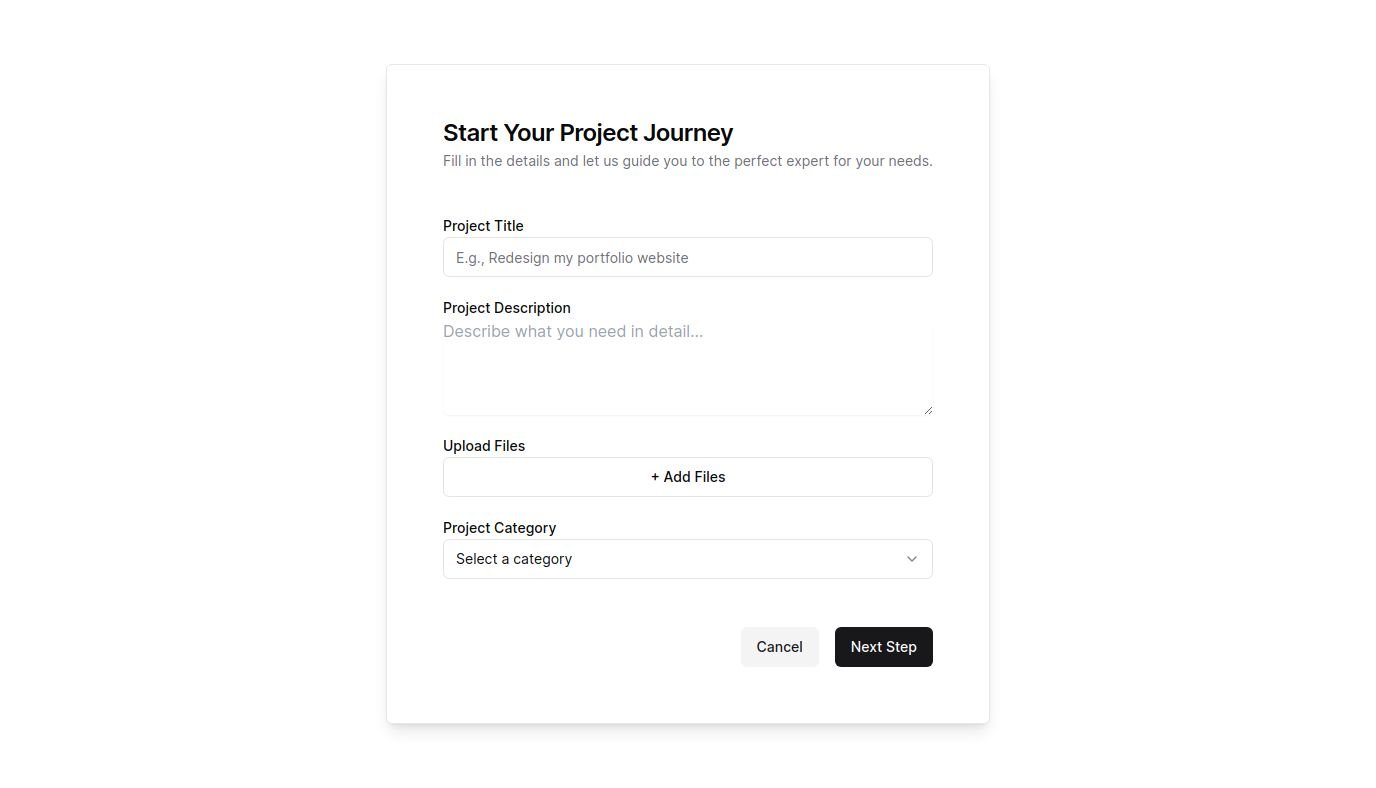 Start Your Project Journey
Fill in the details and let us guide you to the perfect expert for your needs.
Project Title
E.g., Redesign my portfolio website
Project Description
Describe what you need in detail...
Upload Files
+ Add Files
Project Category
Select a category
Cancel
Next Step